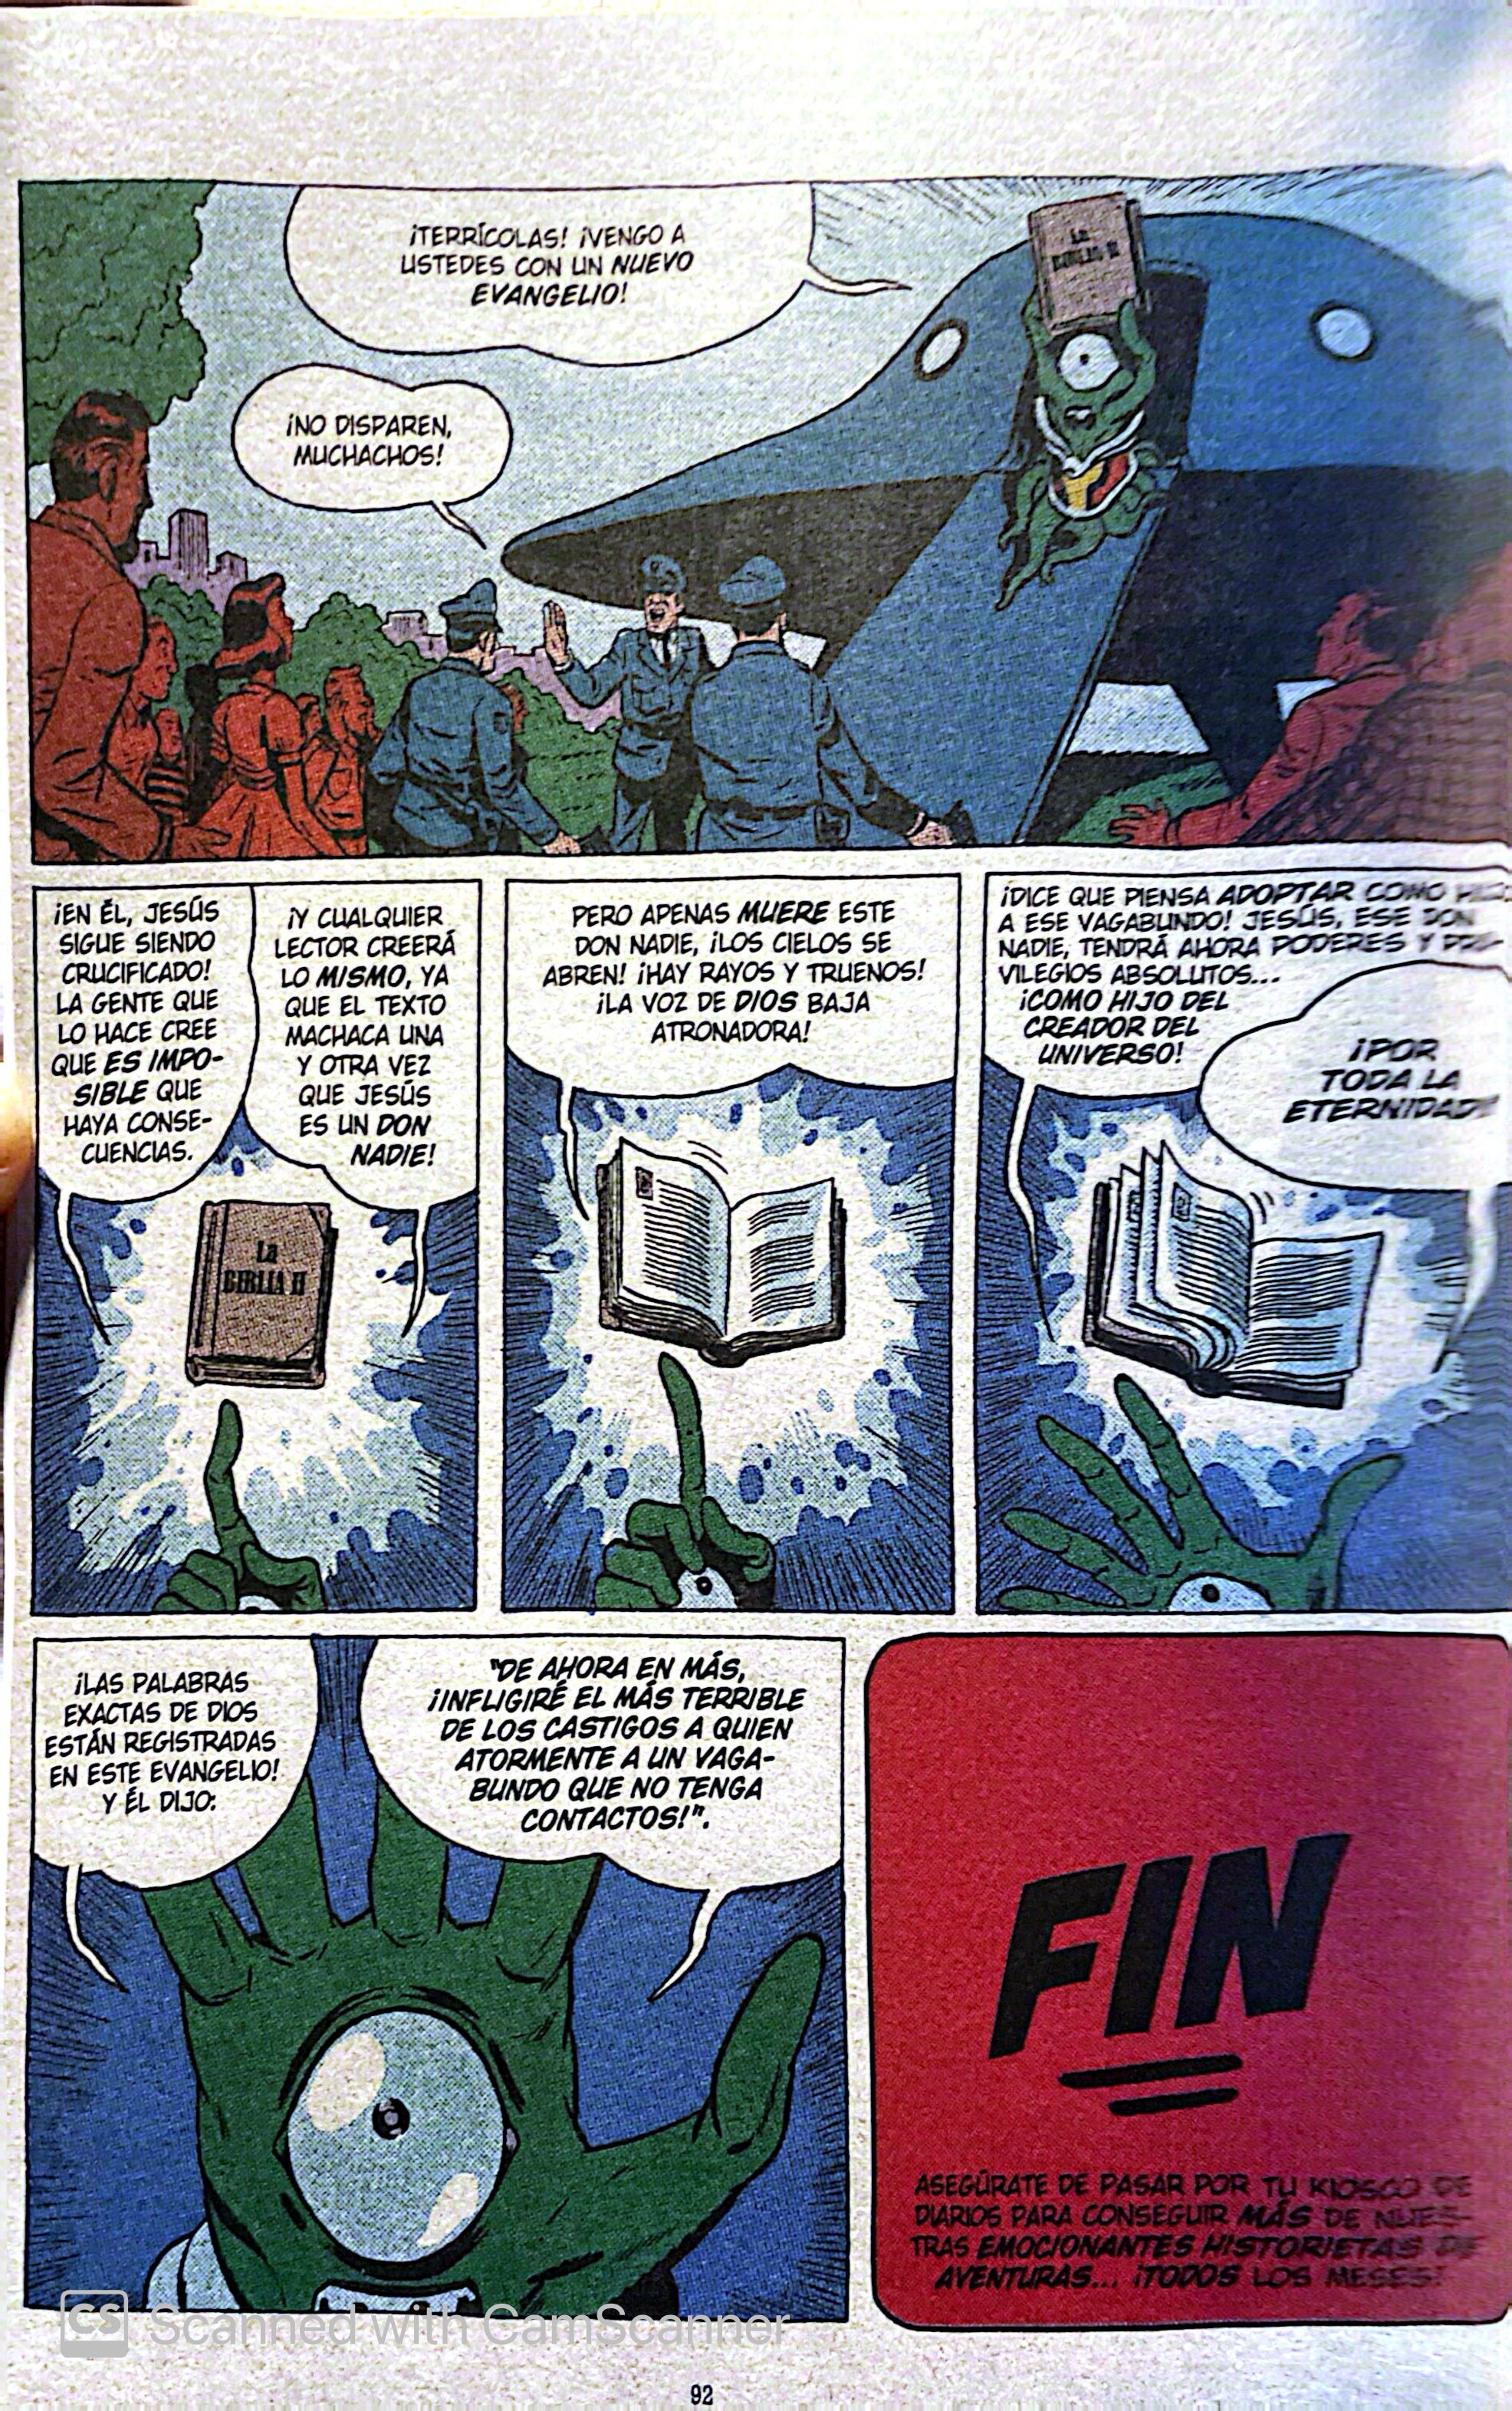 ¡TERRÍCOLAS! ¡VENGO A
USTEDES CON UN NUEVO
EVANGELIO!
La
BIBLIA II
¡NO DISPAREN,
MUCHACHOS!
¡EN ÉL, JESÚS
SIGUE SIENDO
CRUCIFICADO!
LA GENTE QUE
LO HACE CREE
QUE ES IMPO-
SIBLE QUE
HAYA CONSE-
CUENCIAS.
¡Y CUALQUIER
LECTOR CREERÁ
LO MISMO, YA
QUE EL TEXTO
MACHACA UNA
Y OTRA VEZ
QUE JESÚS
ES UN DON
NADIE!
La
BIBLIA II
PERO APENAS MUERE ESTE
DON NADIE, ¡LOS CIELOS SE
ABREN! ¡HAY RAYOS Y TRUENOS!
¡LA VOZ DE DIOS BAJA
ATRONADORA!
¡DICE QUE PIENSA ADOPTAR COMO
A ESE VAGABUNDO! JESÚS, ESE DON
NADIE, TENDRÁ AHORA PODERES Y PRI-
VILEGIOS ABSOLUTOS...
¡COMO HIJO DEL
CREADOR DEL
UNIVERSO!
¡POR
TODA LA
ETERNIDAD!
¡LAS PALABRAS
EXACTAS DE DIOS
ESTÁN REGISTRADAS
EN ESTE EVANGELIO!
Y ÉL DIJO:
"DE AHORA EN MÁS,
¡INFLIGIRÉ EL MÁS TERRIBLE
DE LOS CASTIGOS A QUIEN
ATORMENTE A UN VAGA-
BUNDO QUE NO TENGA
CONTACTOS!".
FIN
ASEGÚRATE DE PASAR POR TU KIOSCO DE
DIARIOS PARA CONSEGUIR MÁS DE NUES-
TRAS EMOCIONANTES HISTORIETAS DE
AVENTURAS... ¡TODOS LOS MESES!
CS Scanned with CamScanner
92